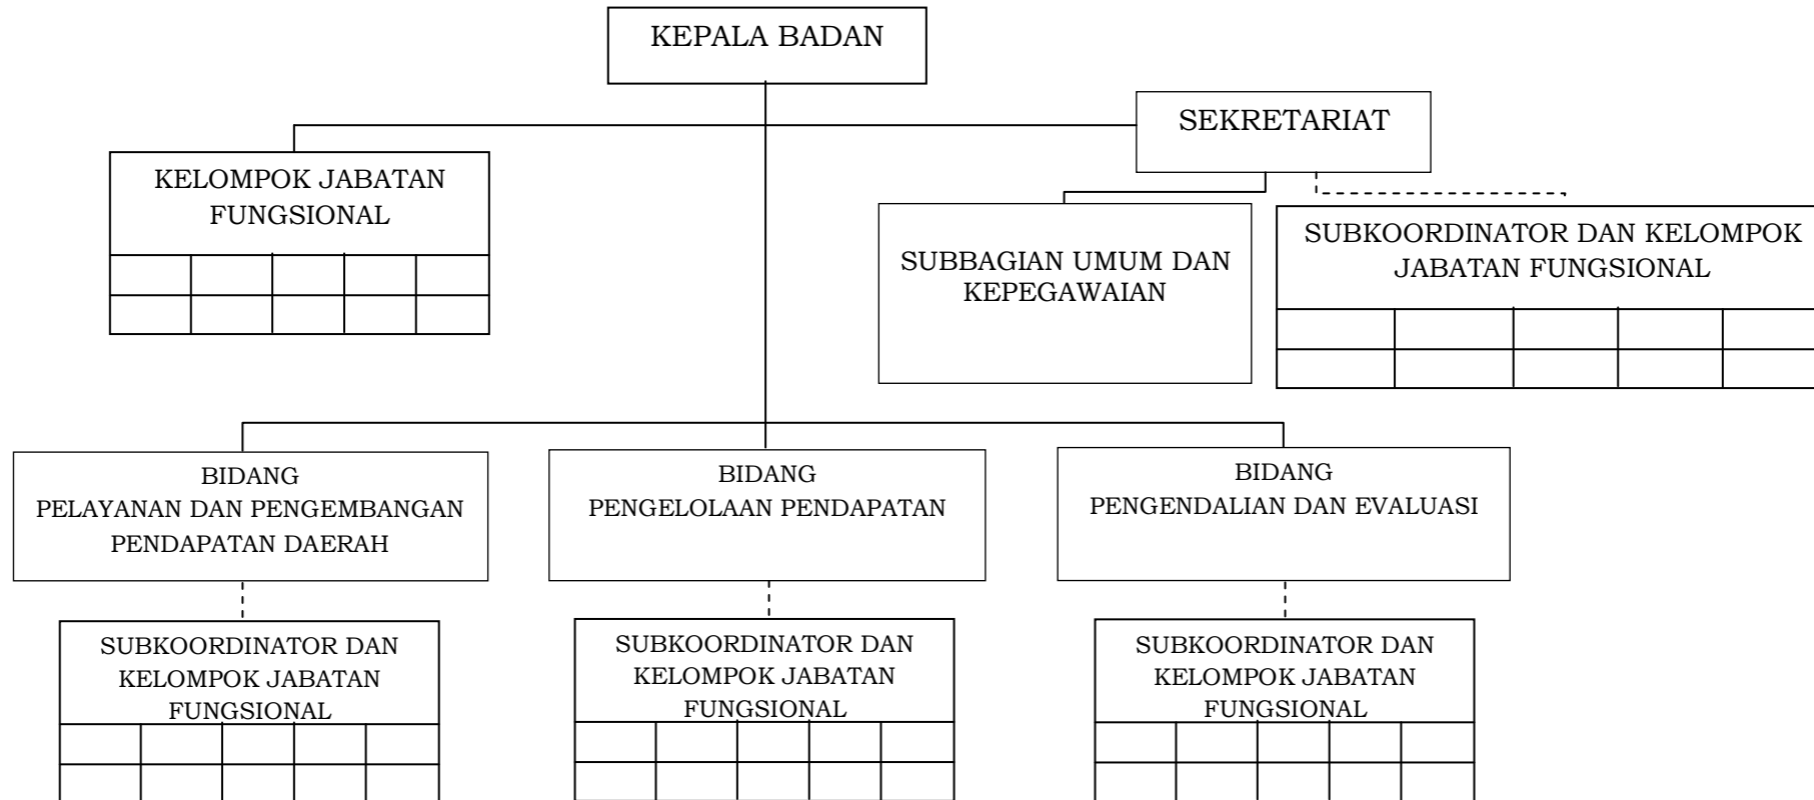 KEPALA BADAN
SEKRETARIAT
KELOMPOK JABATAN
FUNGSIONAL
SUBBAGIAN UMUM DAN
KEPEGAWAIAN
SUBKOORDINATOR DAN KELOMPOK
JABATAN FUNGSIONAL
BIDANG
PELAYANAN DAN PENGEMBANGAN
PENDAPATAN DAERAH
BIDANG
PENGELOLAAN PENDAPATAN
BIDANG
PENGENDALIAN DAN EVALUASI
SUBKOORDINATOR DAN
KELOMPOK JABATAN
FUNGSIONAL
SUBKOORDINATOR DAN
KELOMPOK JABATAN
FUNGSIONAL
SUBKOORDINATOR DAN
KELOMPOK JABATAN
FUNGSIONAL